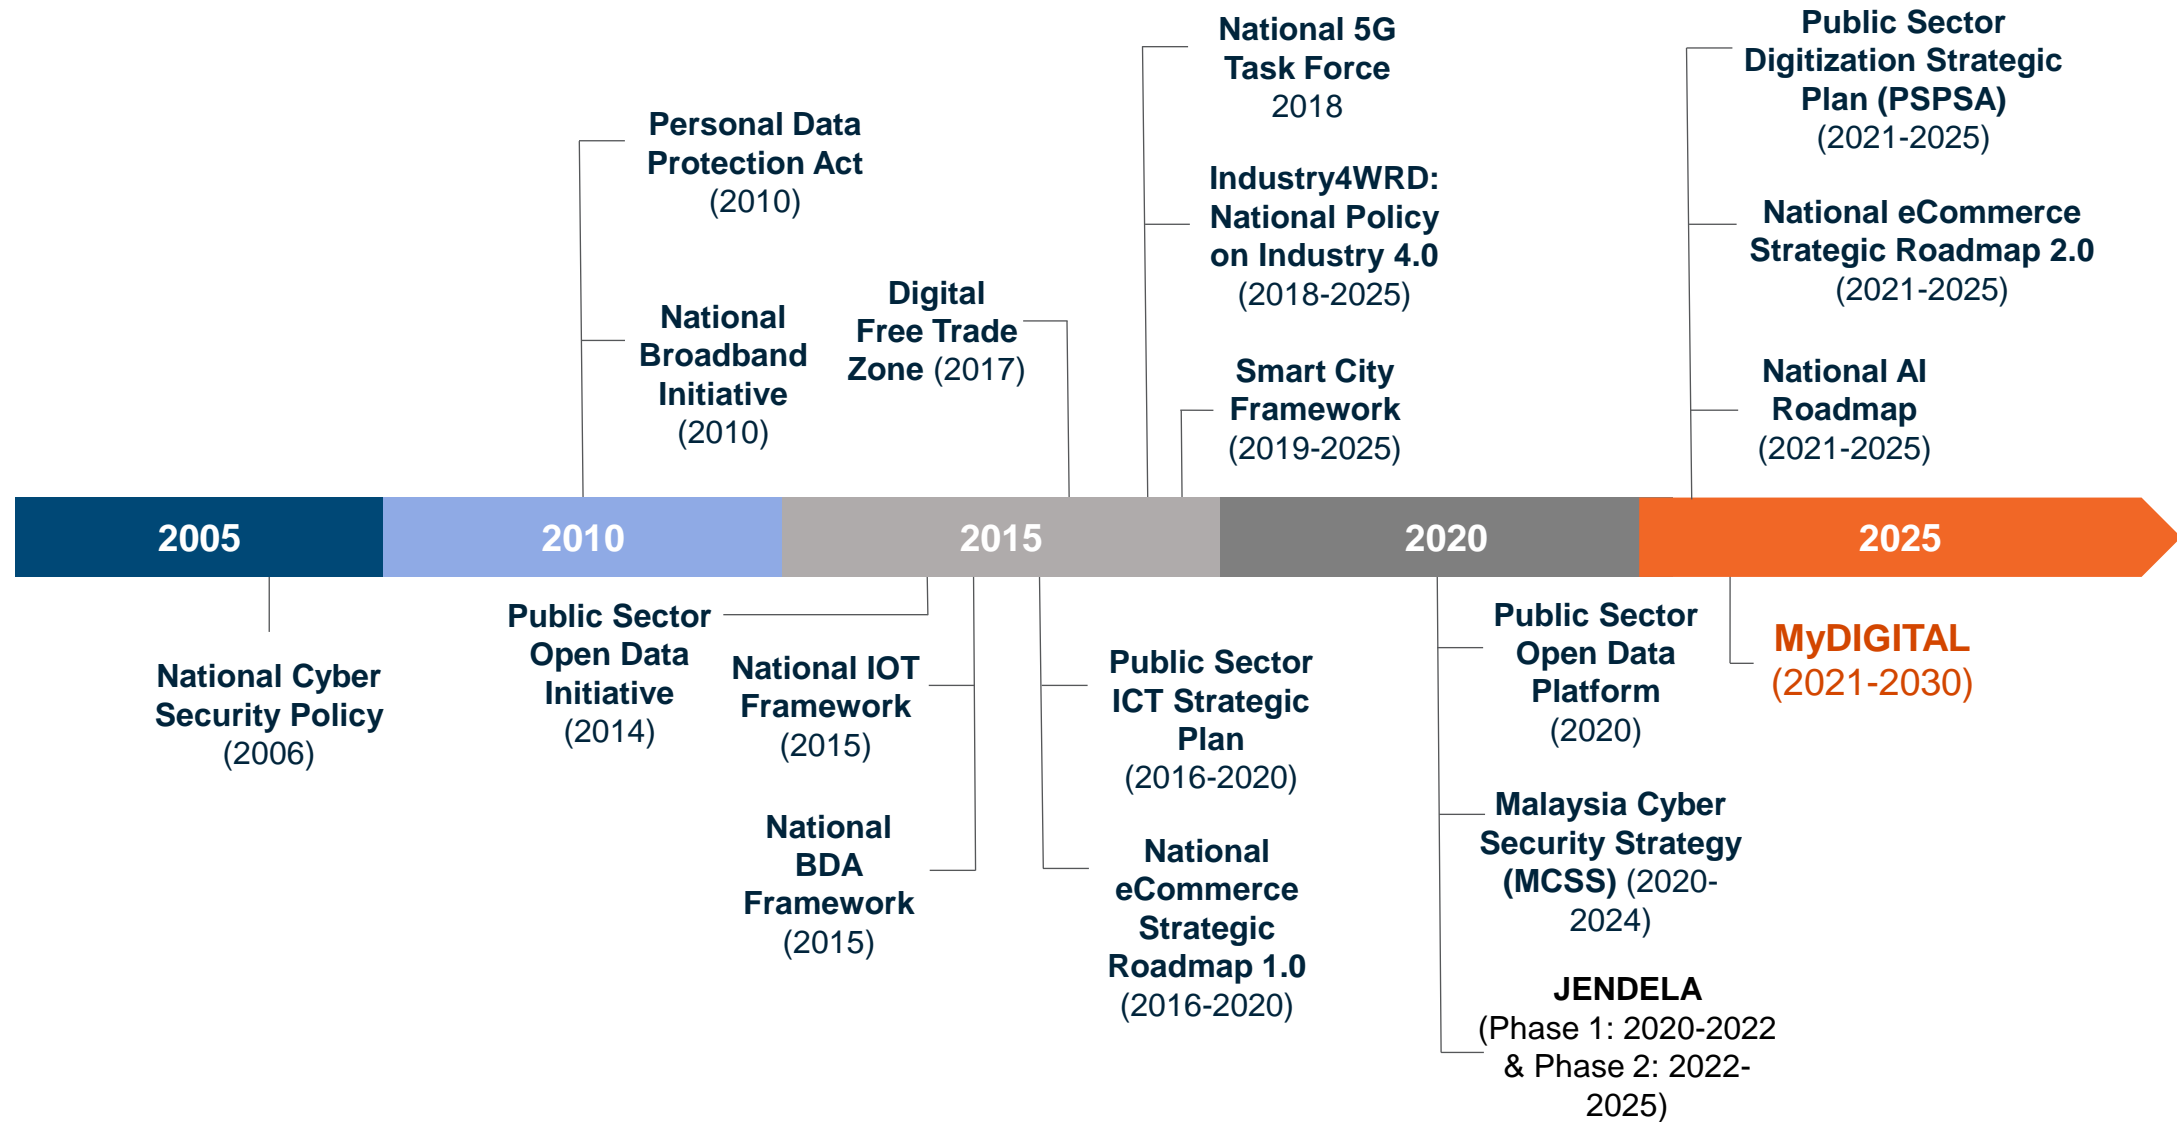 National 5G
Task Force
2018
Public Sector
Digitization Strategic
Plan (PSPSA)
(2021-2025)
Personal Data
Protection Act
(2010)
Industry4WRD:
National Policy
on Industry 4.0
(2018-2025)
National eCommerce
Strategic Roadmap 2.0
(2021-2025)
National
Broadband
Initiative
(2010)
Digital
Free Trade
Zone (2017)
Smart City
Framework
(2019-2025)
National AI
Roadmap
(2021-2025)
2005
2010
2015
2020
2025
National Cyber
Security Policy
(2006)
Public Sector
Open Data
Initiative
(2014)
National IOT
Framework
(2015)
National
BDA
Framework
(2015)
Public Sector
ICT Strategic
Plan
(2016-2020)
National
eCommerce
Strategic
Roadmap 1.0
(2016-2020)
Public Sector
Open Data
Platform
(2020)
Malaysia Cyber
Security Strategy
(MCSS) (2020-
2024)
JENDELA
(Phase 1: 2020-2022
& Phase 2: 2022-
2025)
MyDIGITAL
(2021-2030)